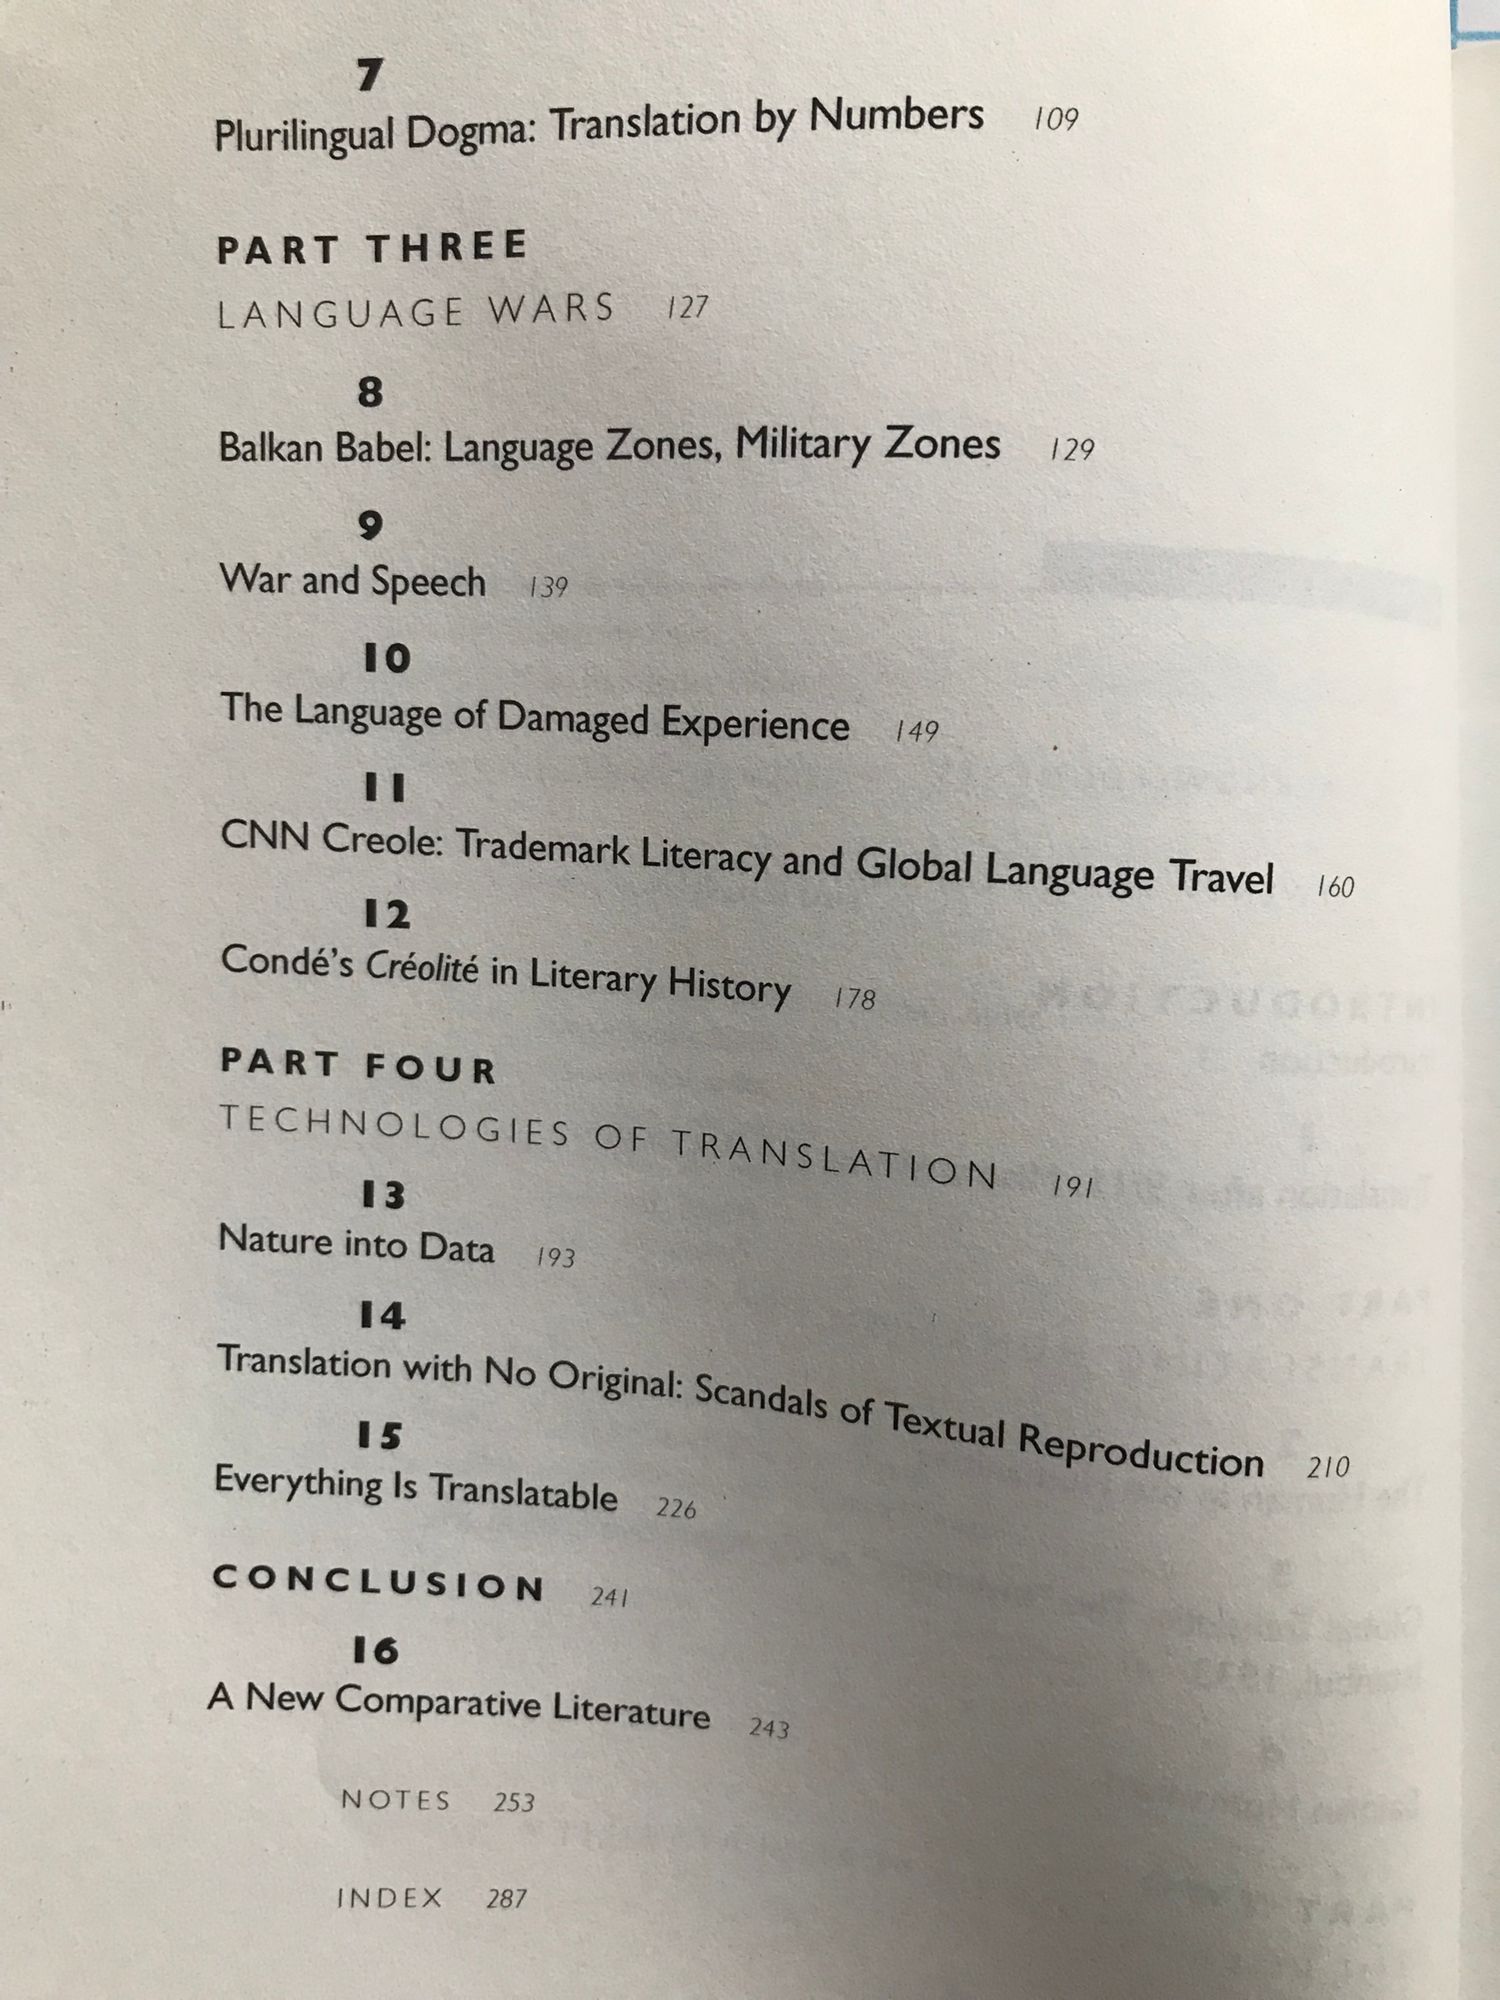 7
Plurilingual Dogma: Translation by Numbers 109
PART THREE
LANGUAGE WARS 127
8
Balkan Babel: Language Zones, Military Zones 129
9
War and Speech 139
10
The Language of Damaged Experience 149
11
CNN Creole: Trademark Literacy and Global Language Travel 160
12
Condé’s Créolité in Literary History 178
PART FOUR
TECHNOLOGIES OF TRANSLATION 191
13
Nature into Data 193
14
Translation with No Original: Scandals of Textual Reproduction 210
15
Everything Is Translatable 226
CONCLUSION 241
16
A New Comparative Literature 243
NOTES 253
INDEX 287